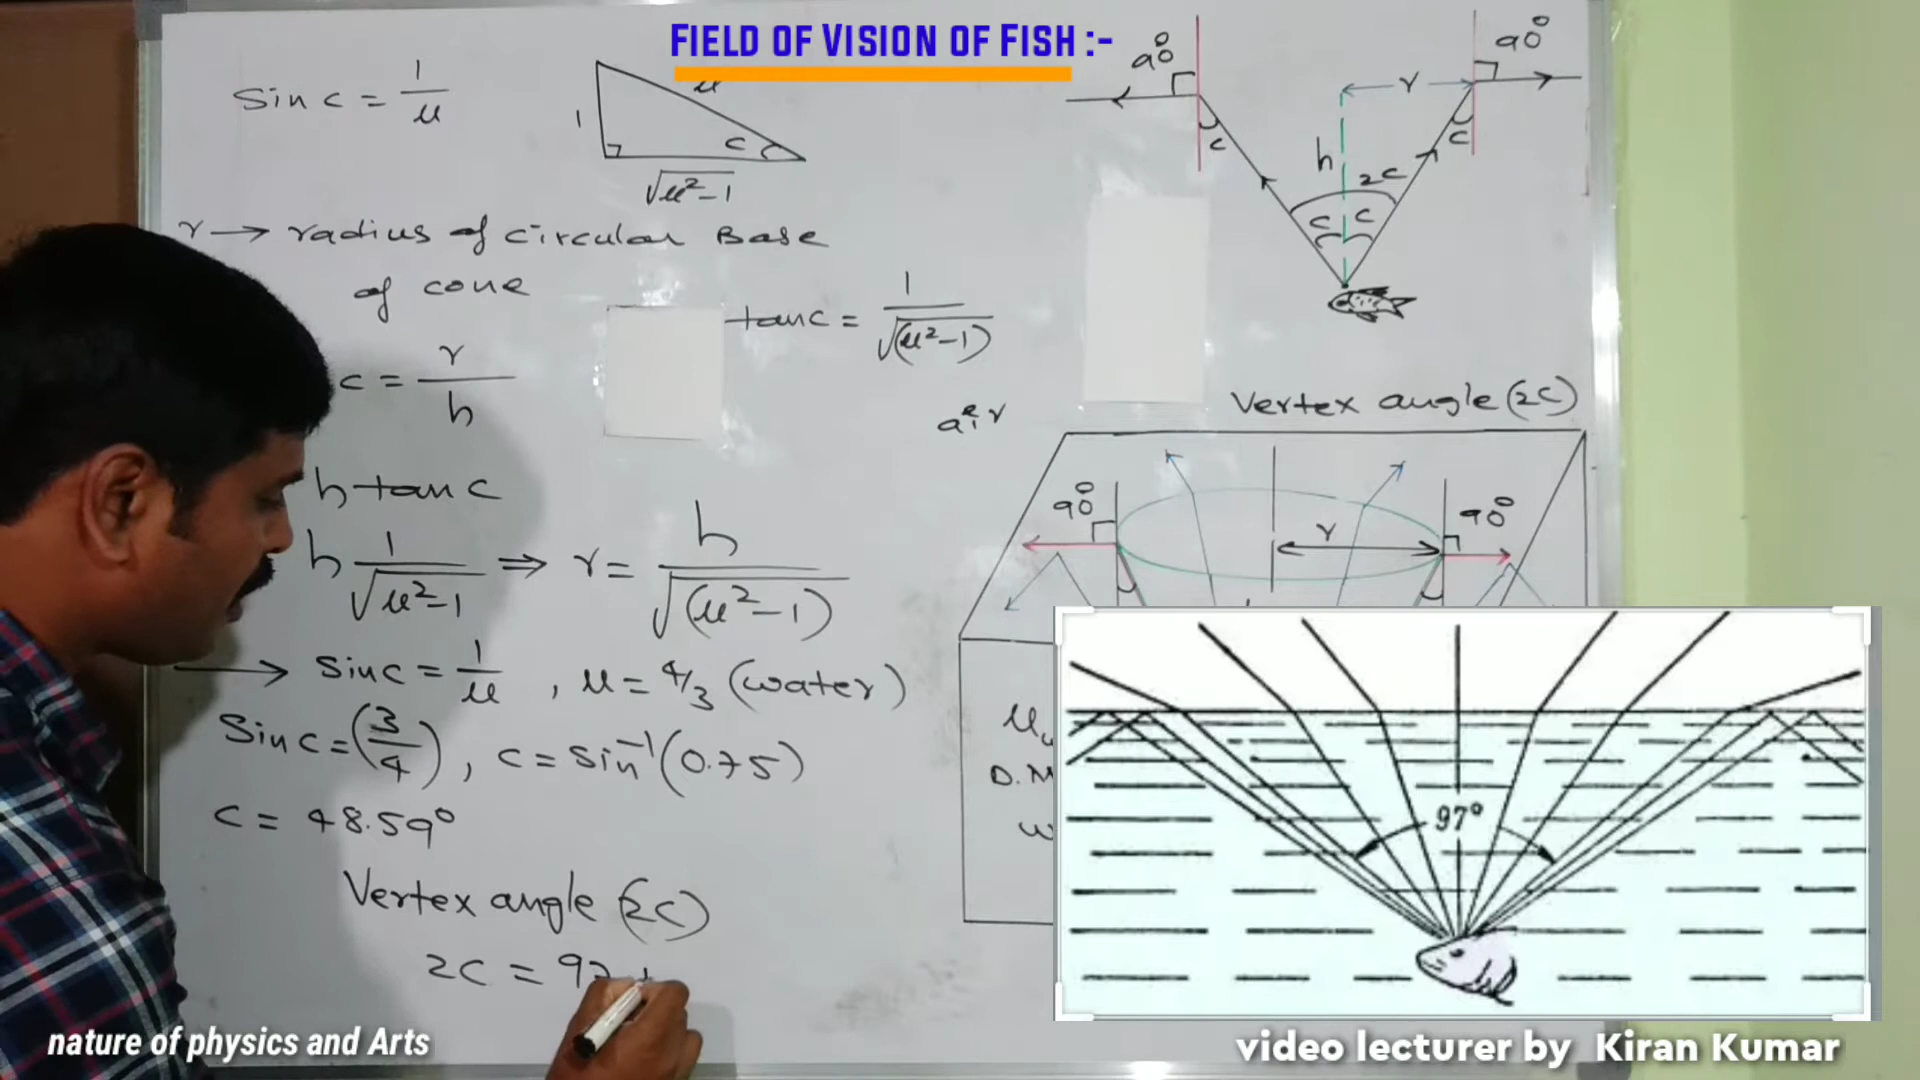 FIELD OF VISION OF FISH :-
Sin c = 1/μ
1
μ
c
√μ²-1
r → radius of circular Base
of cone
c = r/h
tan c = 1/√(μ²-1)
h tan c
h 1/√μ²-1 ⇒ r = h/√(μ²-1)
→ Sin c = 1/μ , μ = 4/3 (water)
Sin c = (3/4), c = Sin⁻¹(0.75)
c = 48.59°
Vertex angle (2c)
2c = 97
90°
90°
r
c
c
h
2c
c c
Vertex angle (2c)
air
90°
90°
r
D.M
97°
nature of physics and Arts
video lecturer by Kiran Kumar